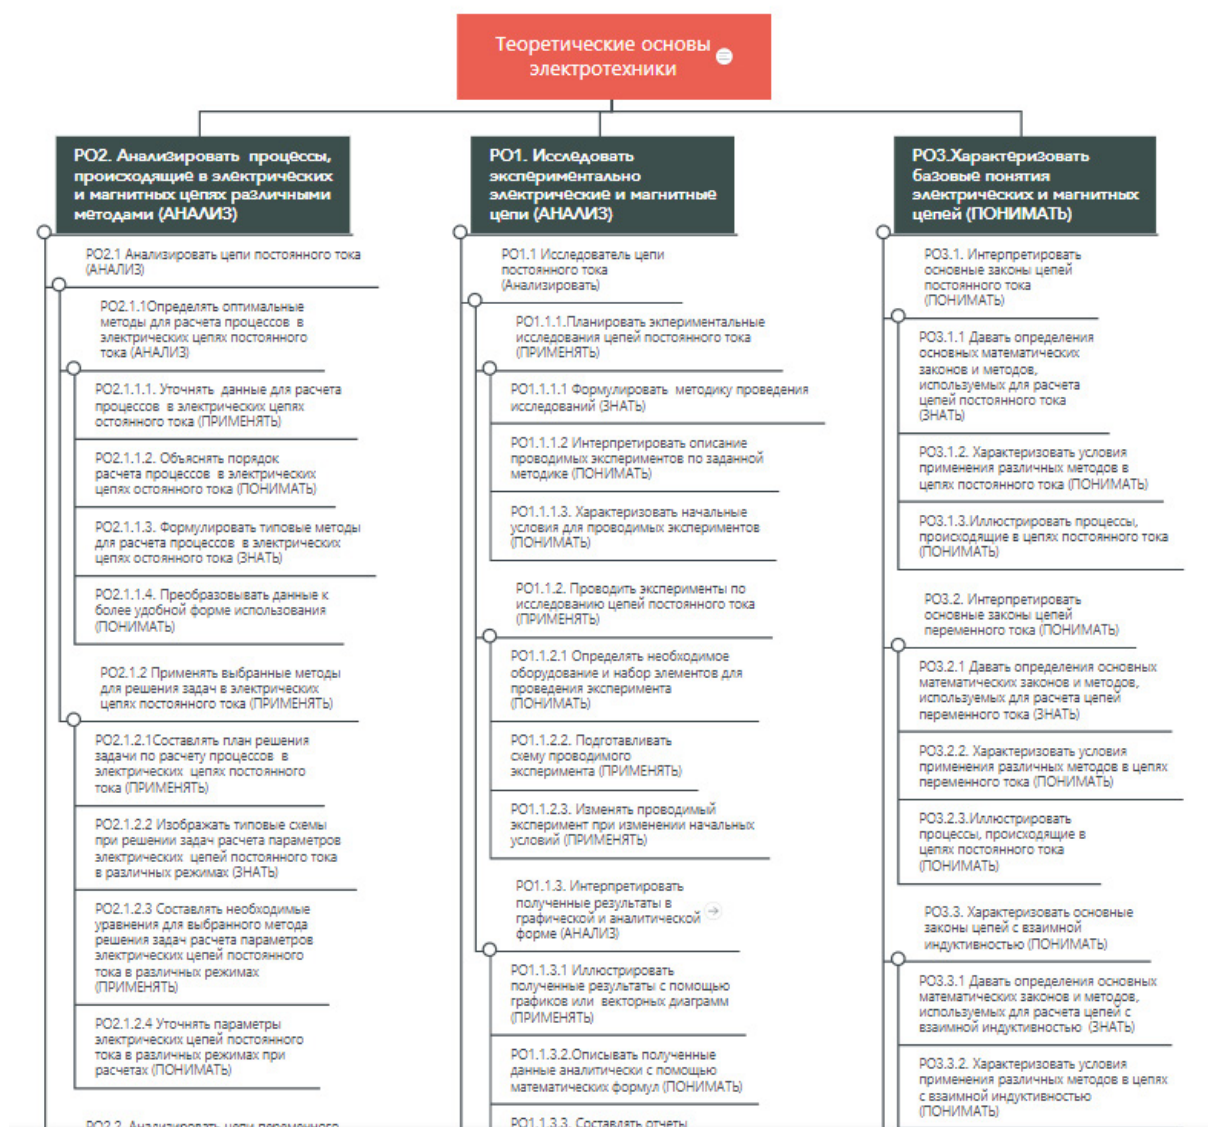 Теоретические основы
электротехники
РО2. Анализировать процессы,
происходящие в электрических
и магнитных цепях различными
методами (АНАЛИЗ)
РО2.1 Анализировать цепи постоянного тока
(АНАЛИЗ)
РО2.1.1Определять оптимальные
методы для расчета процессов в
электрических цепях постоянного
тока (АНАЛИЗ)
РО2.1.1.1. Уточнять данные для расчета
процессов в электрических цепях
остоянного тока (ПРИМЕНЯТЬ)
РО2.1.1.2. Объяснять порядок
расчета процессов в электрических
цепях остоянного тока (ПОНИМАТЬ)
РО2.1.1.3. Формулировать типовые методы
для расчета процессов в электрических
цепях остоянного тока (ЗНАТЬ)
РО2.1.1.4. Преобразовывать данные к
более удобной форме использования
(ПОНИМАТЬ)
РО2.1.2 Применять выбранные методы
для решения задач в электрических
цепях постоянного тока (ПРИМЕНЯТЬ)
РО2.1.2.1Составлять план решения
задачи по расчету процессов в
электрических цепях постоянного
тока (ПРИМЕНЯТЬ)
РО2.1.2.2 Изображать типовые схемы
при решении задач расчета параметров
электрических цепей постоянного тока
в различных режимах (ЗНАТЬ)
РО2.1.2.3 Составлять необходимые
уравнения для выбранного метода
решения задач расчета параметров
электрических цепей постоянного
тока в различных режимах
(ПРИМЕНЯТЬ)
РО2.1.2.4 Уточнять параметры
электрических цепей постоянного
тока в различных режимах при
расчетах (ПОНИМАТЬ)
РО2.2. Анализировать цепи переменного
РО1. Исследовать
экспериментально
электрические и магнитные
цепи (АНАЛИЗ)
РО1.1 Исследователь цепи
постоянного тока
(Анализировать)
РО1.1.1.Планировать экпериментальные
исследования цепей постоянного тока
(ПРИМЕНЯТЬ)
РО1.1.1.1 Формулировать методику проведения
исследований (ЗНАТЬ)
РО1.1.1.2 Интерпретировать описание
проводимых экспериментов по заданной
методике (ПОНИМАТЬ)
РО1.1.1.3. Характеризовать начальные
условия для проводимых экспериментов
(ПОНИМАТЬ)
РО1.1.2. Проводить эксперименты по
исследованию цепей постоянного тока
(ПРИМЕНЯТЬ)
РО1.1.2.1 Определять необходимое
оборудование и набор элементов для
проведения эксперимента
(ПОНИМАТЬ)
РО1.1.2.2. Подготавливать
схему проводимого
эксперимента (ПРИМЕНЯТЬ)
РО1.1.2.3. Изменять проводимый
эксперимент при изменении начальных
условий (ПРИМЕНЯТЬ)
РО1.1.3. Интерпретировать
полученные результаты в
графической и аналитической
форме (АНАЛИЗ)
РО1.1.3.1 Иллюстрировать
полученные результаты с помощью
графиков или векторных диаграмм
(ПРИМЕНЯТЬ)
РО1.1.3.2.Описывать полученные
данные аналитически с помощью
математических формул (ПОНИМАТЬ)
РО1.1.3.3. Составлять отчеты
РО3.Характеризовать
базовые понятия
электрических и магнитных
цепей (ПОНИМАТЬ)
РО3.1. Интерпретировать
основные законы цепей
постоянного тока
(ПОНИМАТЬ)
РО3.1.1 Давать определения
основных математических
законов и методов,
используемых для расчета
цепей постоянного тока
(ЗНАТЬ)
РО3.1.2. Характеризовать условия
применения различных методов в
цепях постоянного тока (ПОНИМАТЬ)
РО3.1.3.Иллюстрировать процессы,
происходящие в цепях постоянного тока
(ПОНИМАТЬ)
РО3.2. Интерпретировать
основные законы цепей
переменного тока (ПОНИМАТЬ)
РО3.2.1 Давать определения основных
математических законов и методов,
используемых для расчета цепей
переменного тока (ЗНАТЬ)
РО3.2.2. Характеризовать условия
применения различных методов в цепях
переменного тока (ПОНИМАТЬ)
РО3.2.3.Иллюстрировать
процессы, происходящие в
цепях постоянного тока
(ПОНИМАТЬ)
РО3.3. Характеризовать основные
законы цепей с взаимной
индуктивностью (ПОНИМАТЬ)
РО3.3.1 Давать определения основных
математических законов и методов,
используемых для расчета цепей с
взаимной индуктивностью (ЗНАТЬ)
РО3.3.2. Характеризовать условия
применения различных методов в цепях
с взаимной индуктивностью
(ПОНИМАТЬ)